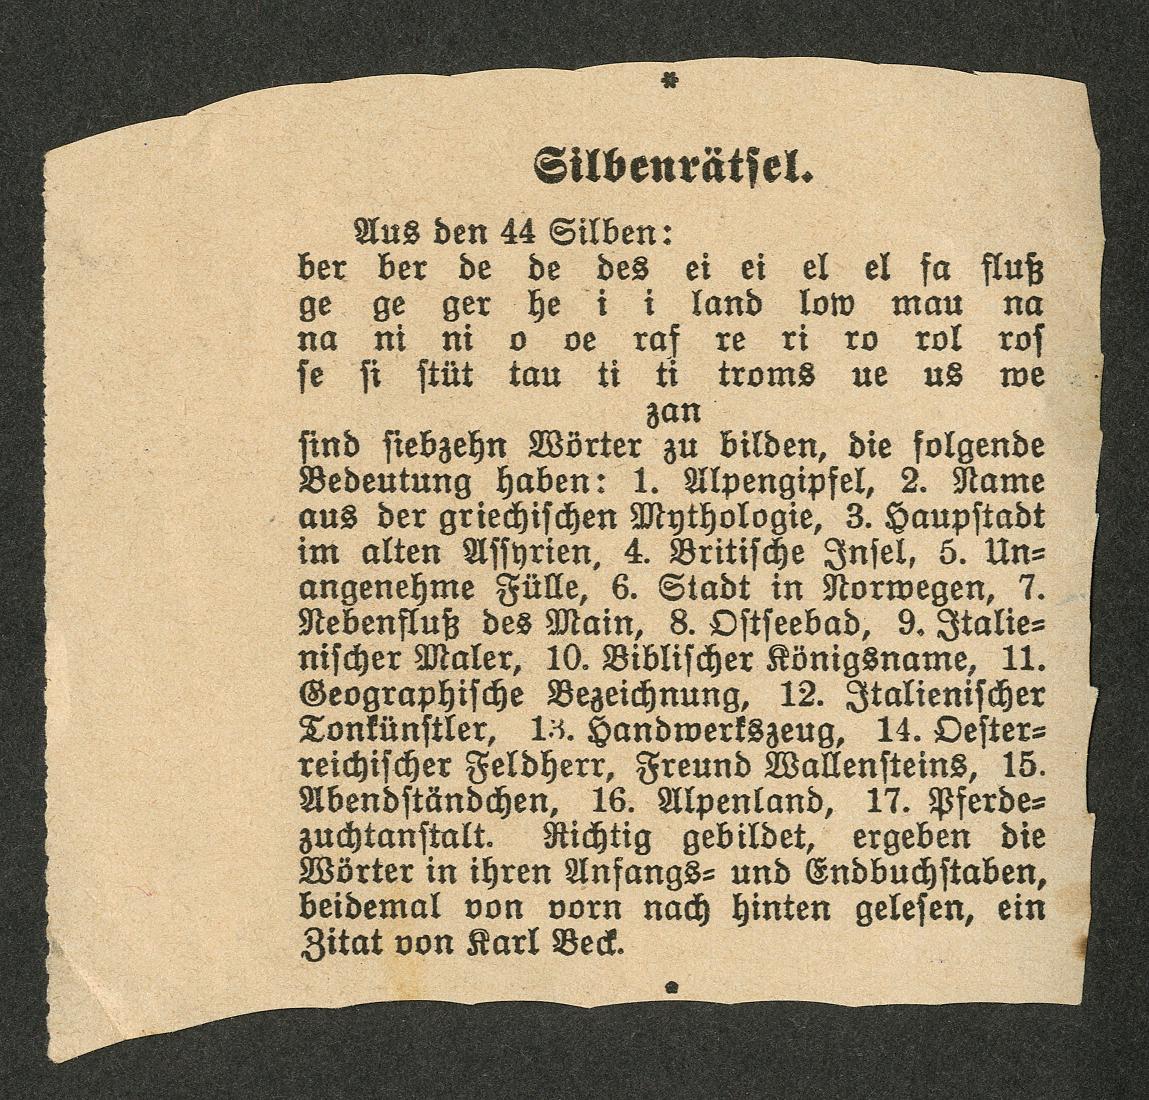 *
Silbenrätsel.
Aus den 44 Silben:
ber ber de de des ei ei el el fa fluß
ge ge ger he i i land low mau na
na ni ni o oe raf re ri ro rol ros
se si stüt tau ti ti troms ue us we
zan
sind siebzehn Wörter zu bilden, die folgende
Bedeutung haben: 1. Alpengipfel, 2. Name
aus der griechischen Mythologie, 3. Haupstadt
im alten Assyrien, 4. Britische Insel, 5. Un-
angenehme Fülle, 6. Stadt in Norwegen, 7.
Nebenfluß des Main, 8. Ostseebad, 9. Italie-
nischer Maler, 10. Biblischer Königsname, 11.
Geographische Bezeichnung, 12. Italienischer
Tonkünstler, 13. Handwerkszeug, 14. Oester-
reichischer Feldherr, Freund Wallensteins, 15.
Abendständchen, 16. Alpenland, 17. Pferde-
zuchtanstalt. Richtig gebildet, ergeben die
Wörter in ihren Anfangs- und Endbuchstaben,
beidemal von vorn nach hinten gelesen, ein
Zitat von Karl Beck.